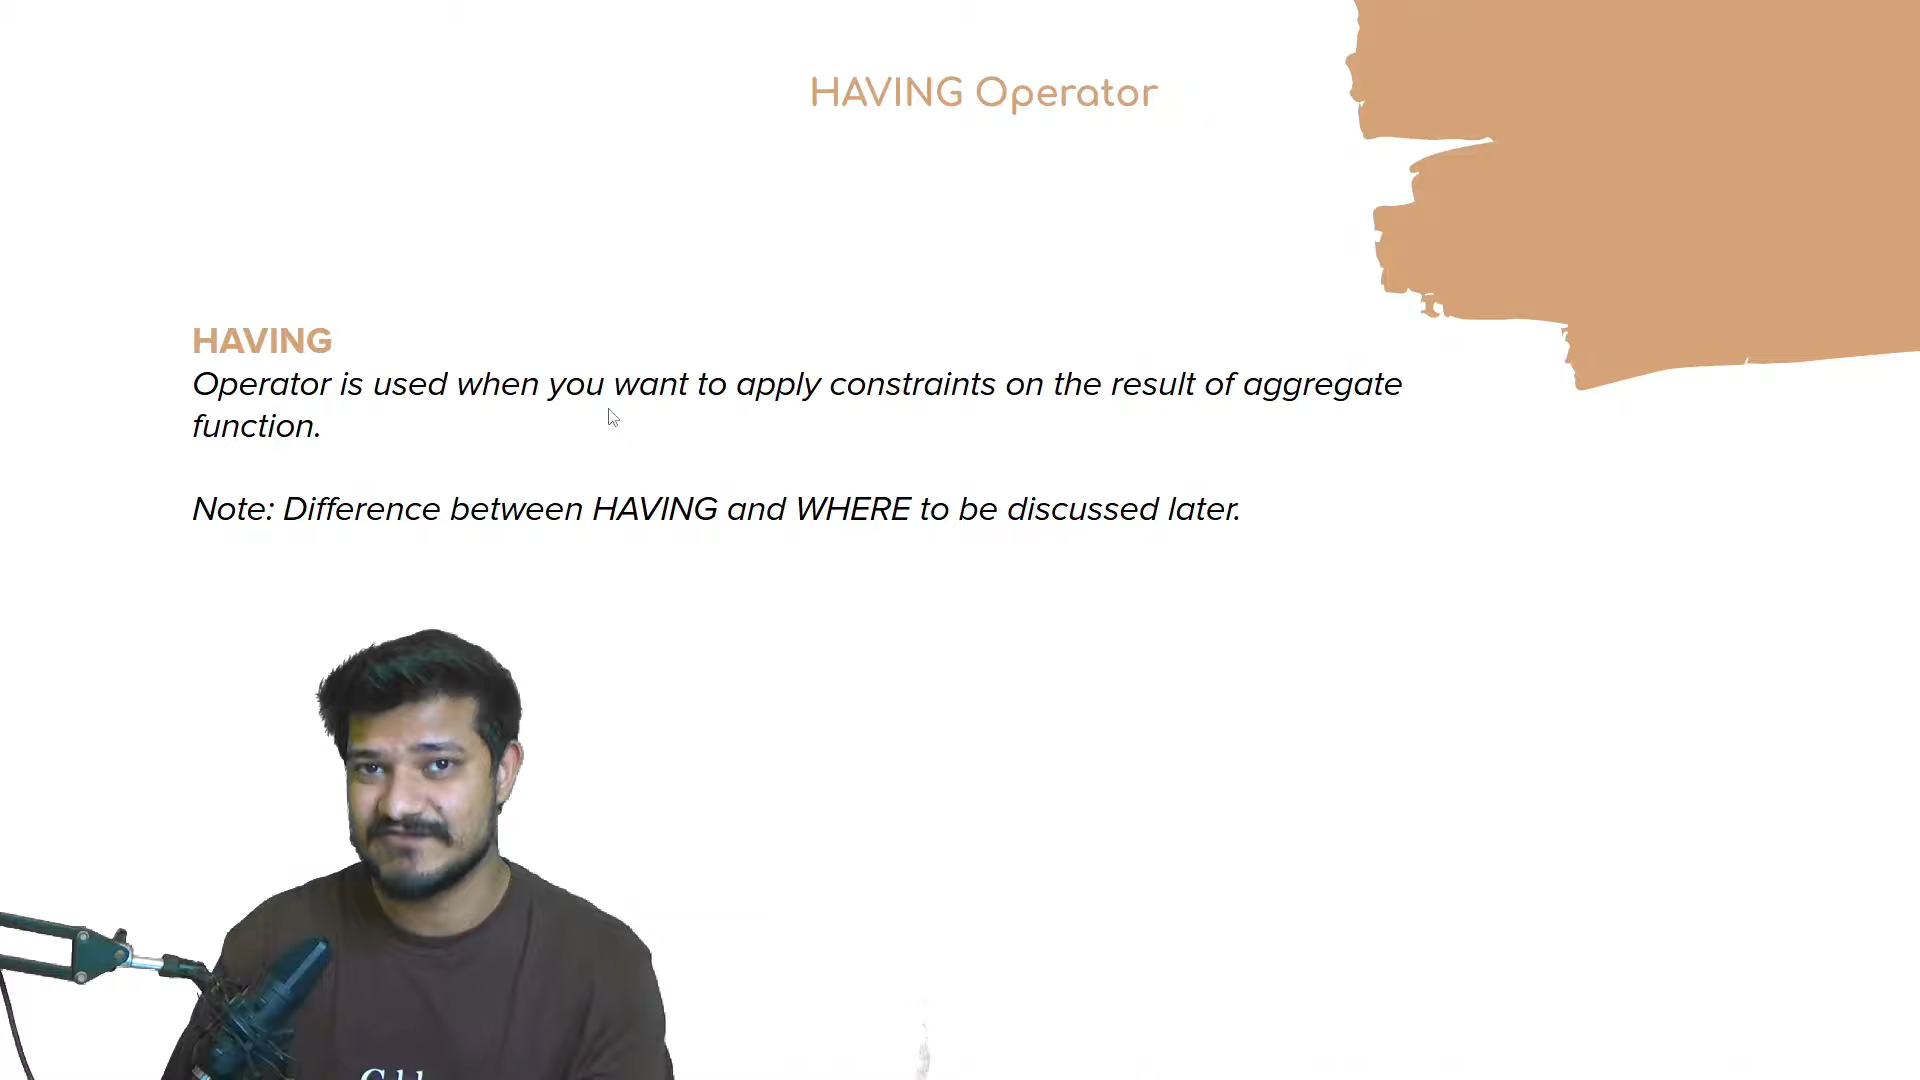 HAVING Operator
HAVING
Operator is used when you want to apply constraints on the result of aggregate
function.
Note: Difference between HAVING and WHERE to be discussed later.